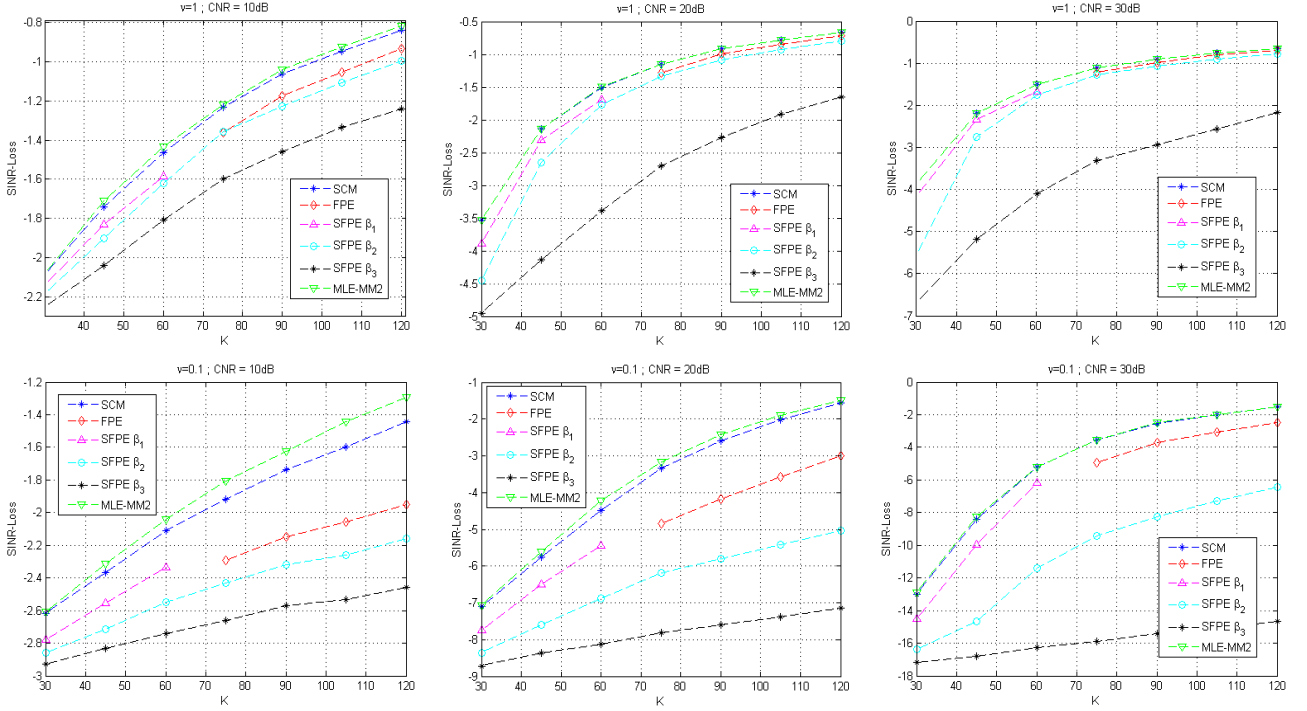 v=1 ; CNR = 10dB
-0.8
-1
-1.2
-1.4
-1.6
-1.8
-2
-2.2
SINR-Loss
40 50 60 70 80 90 100 110 120
K
SCM
FPE
SFPE β1
SFPE β2
SFPE β3
MLE-MM2
v=1 ; CNR = 20dB
-0.5
-1
-1.5
-2
-2.5
-3
-3.5
-4
-4.5
-5
SINR-Loss
30 40 50 60 70 80 90 100 110 120
K
SCM
FPE
SFPE β1
SFPE β2
SFPE β3
MLE-MM2
v=1 ; CNR = 30dB
0
-1
-2
-3
-4
-5
-6
-7
SINR-Loss
40 50 60 70 80 90 100 110 120
K
SCM
FPE
SFPE β1
SFPE β2
SFPE β3
MLE-MM2
v=0.1 ; CNR = 10dB
-1.2
-1.4
-1.6
-1.8
-2
-2.2
-2.4
-2.6
-2.8
-3
SINR-Loss
30 40 50 60 70 80 90 100 110 120
K
SCM
FPE
SFPE β1
SFPE β2
SFPE β3
MLE-MM2
v=0.1 ; CNR = 20dB
-1
-2
-3
-4
-5
-6
-7
-8
-9
SINR-Loss
30 40 50 60 70 80 90 100 110 120
K
SCM
FPE
SFPE β1
SFPE β2
SFPE β3
MLE-MM2
v=0.1 ; CNR = 30dB
0
-2
-4
-6
-8
-10
-12
-14
-16
-18
SINR-Loss
30 40 50 60 70 80 90 100 110 120
K
SCM
FPE
SFPE β1
SFPE β2
SFPE β3
MLE-MM2